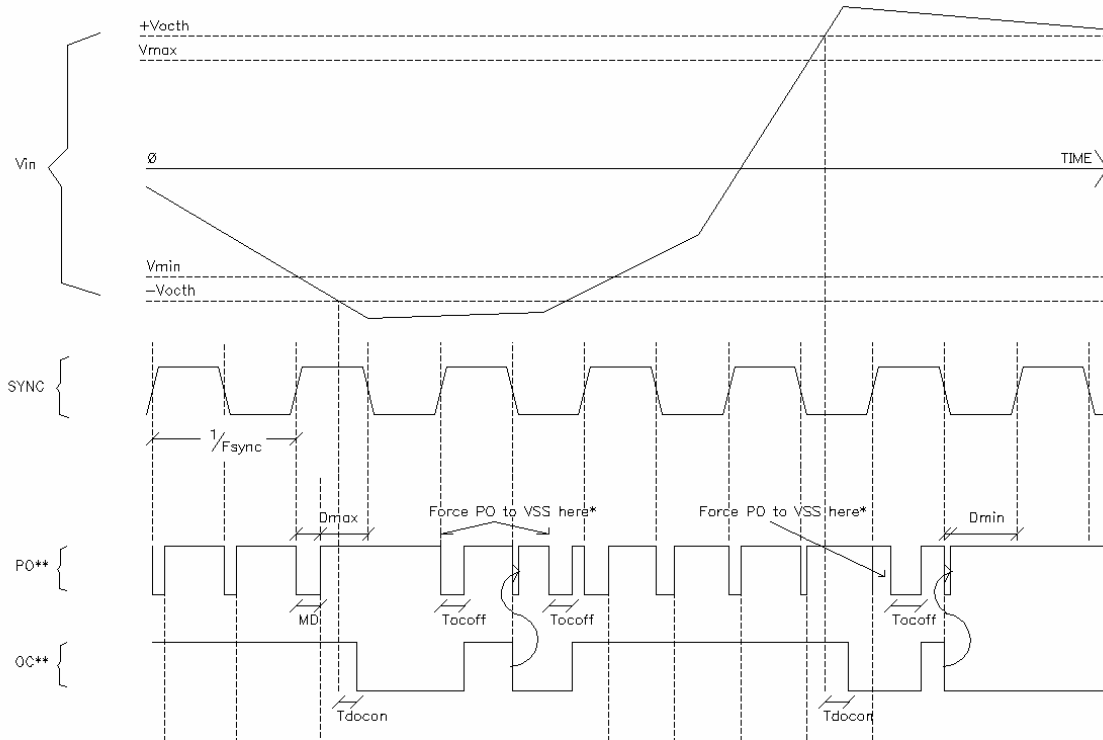 +Vocth
Vmax
Vin
Ø
TIME
Vmin
-Vocth
SYNC
1/Fsync
Dmax
Force PO to VSS here*
Force PO to VSS here*
Dmin
PO**
MD
Tocoff
Tocoff
Tocoff
OC**
Tdocon
Tdocon